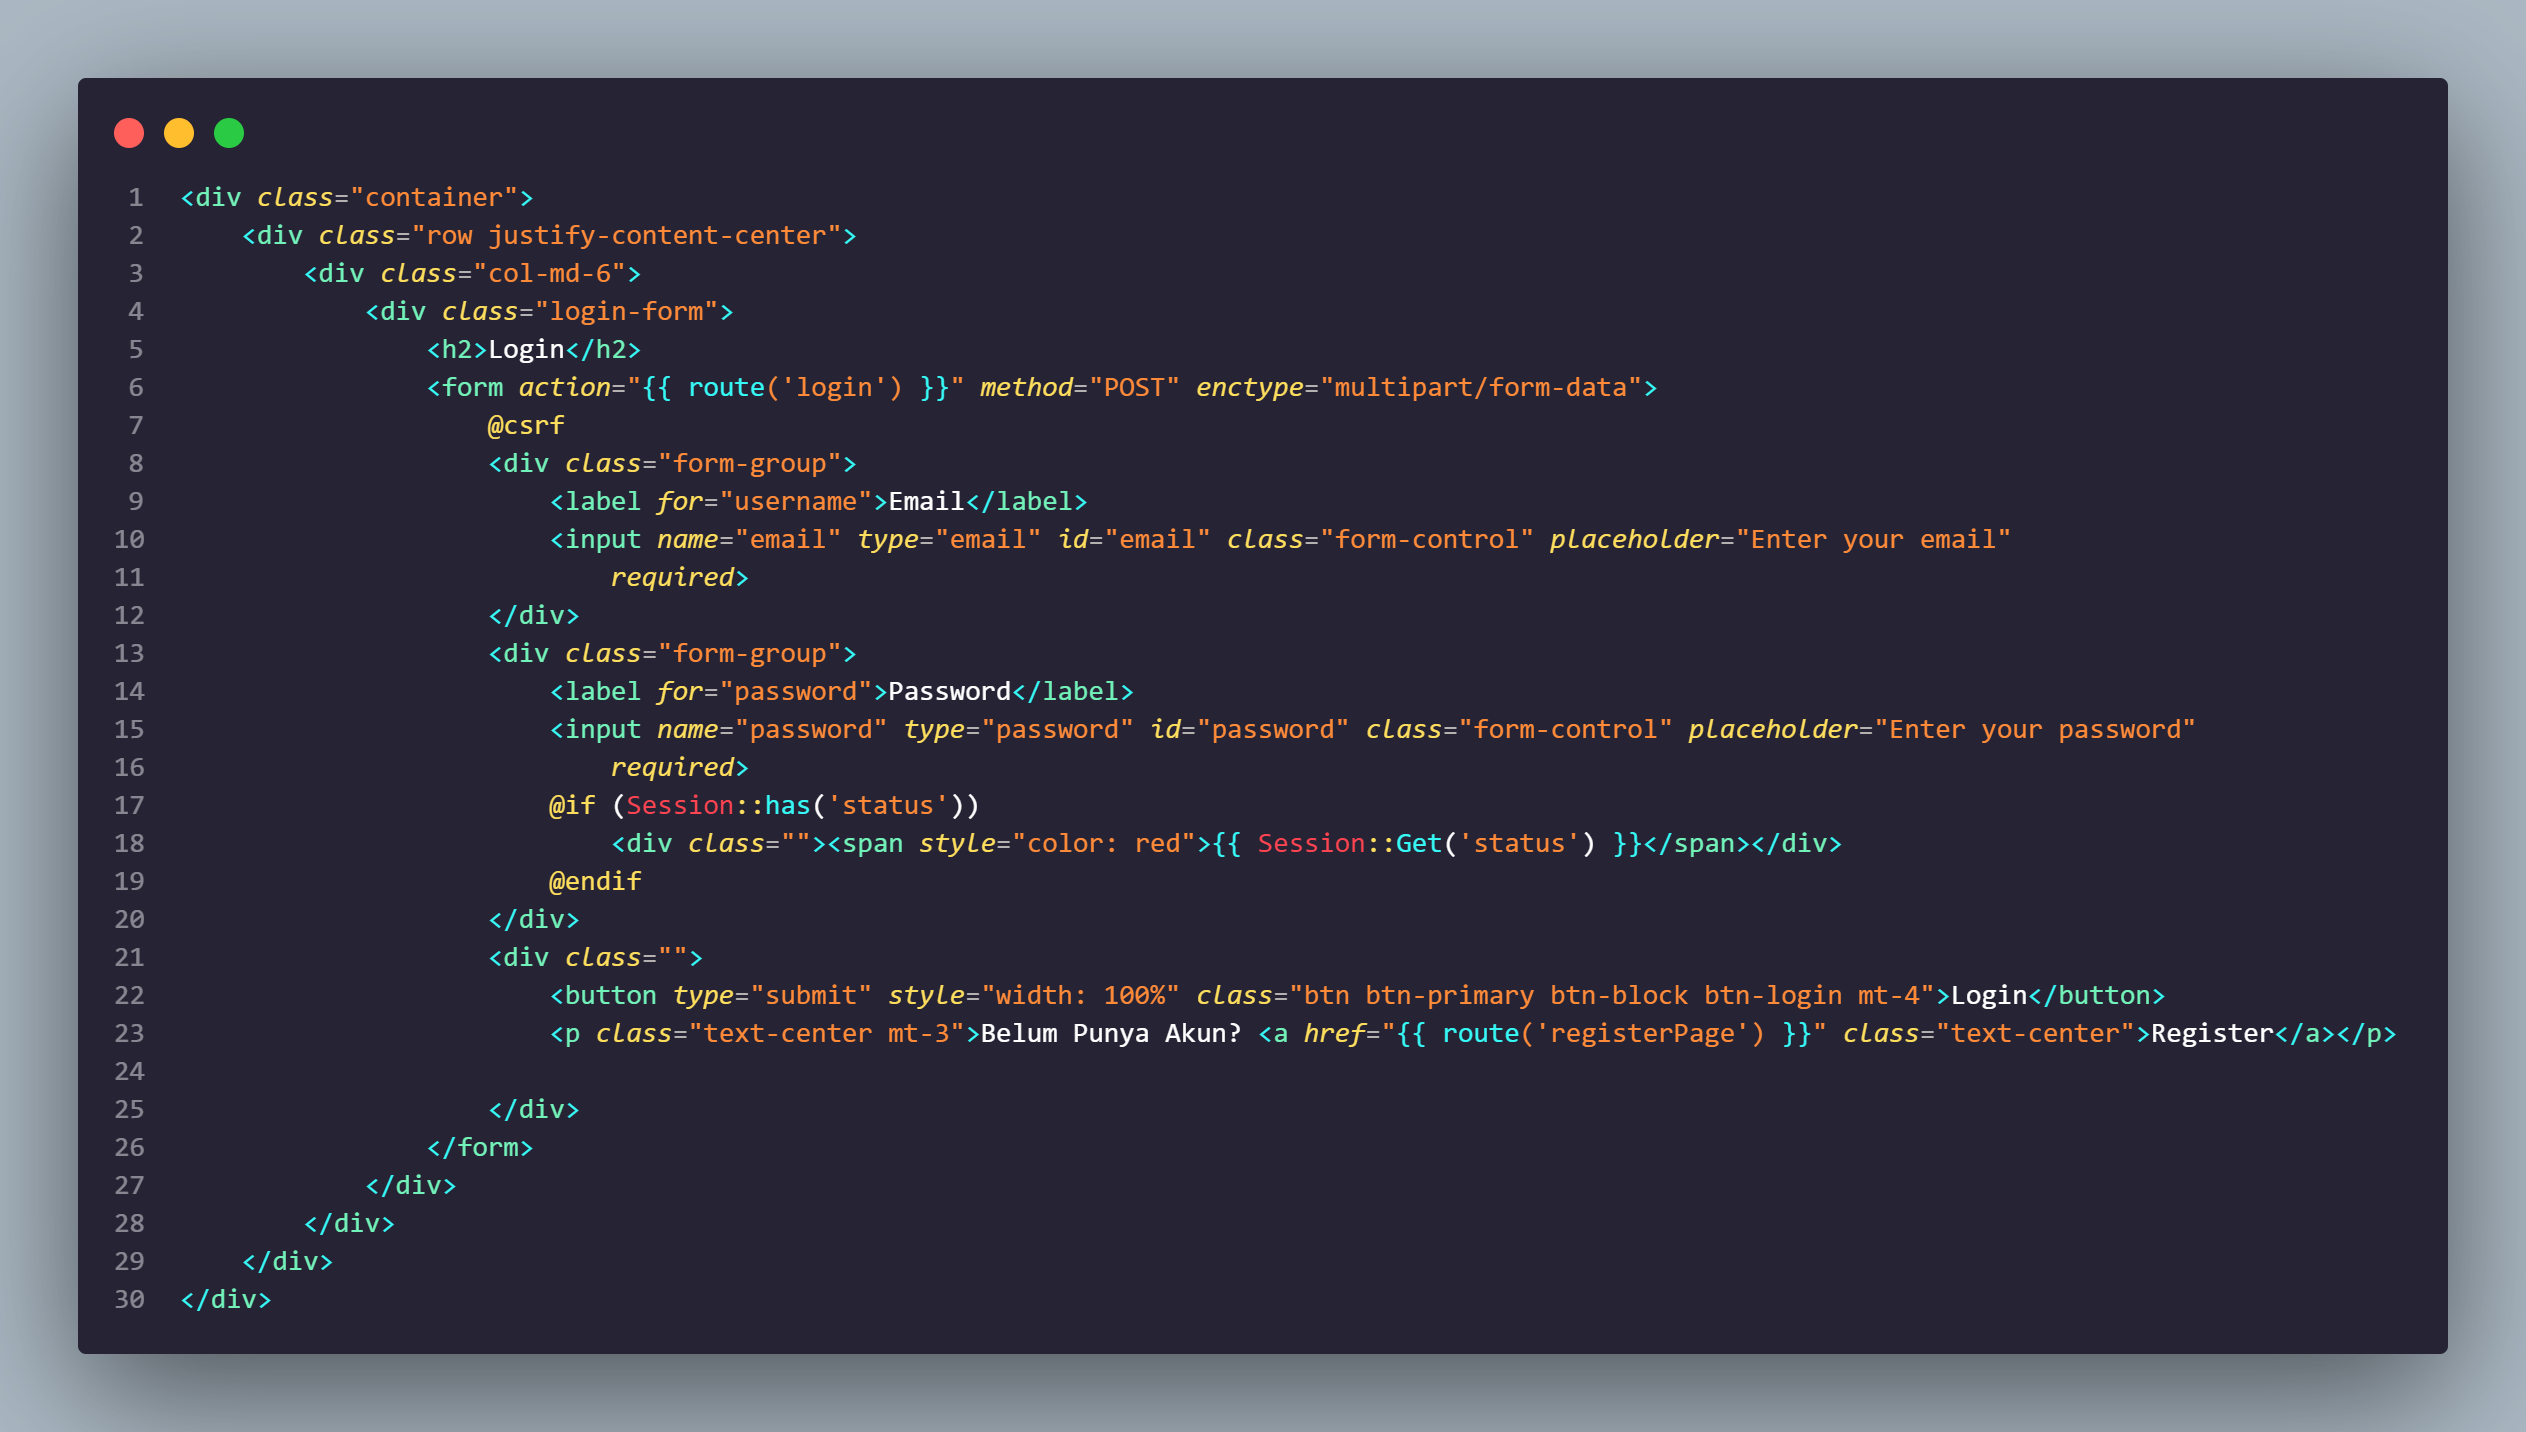 1 <div class="container">
2     <div class="row justify-content-center">
3         <div class="col-md-6">
4             <div class="login-form">
5                 <h2>Login</h2>
6                 <form action="{{ route('login') }}" method="POST" enctype="multipart/form-data">
7                     @csrf
8                     <div class="form-group">
9                         <label for="username">Email</label>
10                         <input name="email" type="email" id="email" class="form-control" placeholder="Enter your email"
11                             required>
12                     </div>
13                     <div class="form-group">
14                         <label for="password">Password</label>
15                         <input name="password" type="password" id="password" class="form-control" placeholder="Enter your password"
16                             required>
17                         @if (Session::has('status'))
18                             <div class=""><span style="color: red">{{ Session::Get('status') }}</span></div>
19                         @endif
20                     </div>
21                     <div class="">
22                         <button type="submit" style="width: 100%" class="btn btn-primary btn-block btn-login mt-4">Login</button>
23                         <p class="text-center mt-3">Belum Punya Akun? <a href="{{ route('registerPage') }}" class="text-center">Register</a></p>
24
25                     </div>
26                 </form>
27             </div>
28         </div>
29     </div>
30 </div>